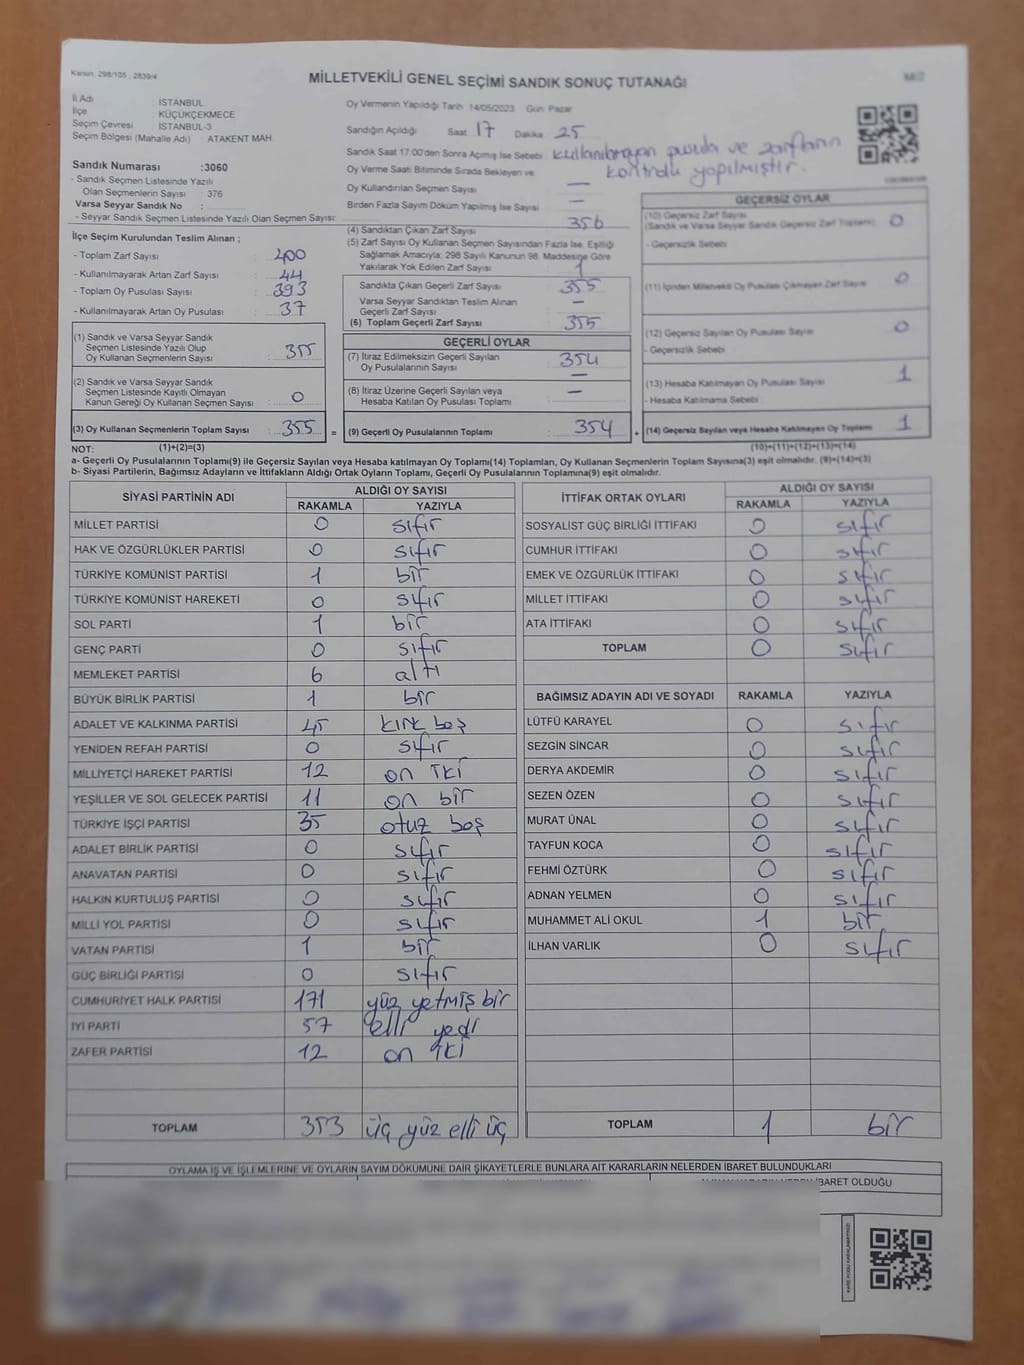 Kanun: 298/105 , 2839/4
MİLLETVEKİLİ GENEL SEÇİMİ SANDIK SONUÇ TUTANAĞI
İl Adı : İSTANBUL
İlçe : KÜÇÜKÇEKMECE
Seçim Çevresi : İSTANBUL-3
Seçim Bölgesi (Mahalle Adı) : ATAKENT MAH.
Sandık Numarası :3060
- Sandık Seçmen Listesinde Yazılı
Olan Seçmenlerin Sayısı : 376
Varsa Seyyar Sandık No :
- Seyyar Sandık Seçmen Listesinde Yazılı Olan Seçmen Sayısı:
Oy Vermenin Yapıldığı Tarih :14/05/2023 Gün: Pazar
Sandığın Açıldığı Saat 17 Dakika 25
Sandık Saat 17:00'den Sonra Açılmış İse Sebebi: kullanılmayan pusula ve zarfların
kontrolü yapılmıştır.
Oy Verme Saati Bitiminde Sırada Bekleyen ve
Oy Kullandırılan Seçmen Sayısı —
Birden Fazla Sayım Döküm Yapılmış İse Sayısı —
İlçe Seçim Kurulundan Teslim Alınan ;
- Toplam Zarf Sayısı : 400
- Kullanılmayarak Artan Zarf Sayısı : 44
- Toplam Oy Pusulası Sayısı : 393
- Kullanılmayarak Artan Oy Pusulası : 37
(1) Sandık ve Varsa Seyyar Sandık
Seçmen Listesinde Yazılı Olup
Oy Kullanan Seçmenlerin Sayısı : 355
(2) Sandık ve Varsa Seyyar Sandık
Seçmen Listesinde Kayıtlı Olmayan
Kanun Gereği Oy Kullanan Seçmen Sayısı : 0
(3) Oy Kullanan Seçmenlerin Toplam Sayısı : 355
(4) Sandıktan Çıkan Zarf Sayısı 356
(5) Zarf Sayısı Oy Kullanan Seçmen Sayısından Fazla İse, Eşitliği
Sağlamak Amacıyla; 298 Sayılı Kanunun 98. Maddesine Göre
Yakılarak Yok Edilen Zarf Sayısı : 1
Sandıkta Çıkan Geçerli Zarf Sayısı : 355
Varsa Seyyar Sandıktan Teslim Alınan
Geçerli Zarf Sayısı : —
(6) Toplam Geçerli Zarf Sayısı : 355
GEÇERLİ OYLAR
(7) İtiraz Edilmeksizin Geçerli Sayılan
Oy Pusulalarının Sayısı : 354
—
(8) İtiraz Üzerine Geçerli Sayılan veya
Hesaba Katılan Oy Pusulası Toplamı : —
= (9) Geçerli Oy Pusulalarının Toplamı : 354
GEÇERSİZ OYLAR
(10) Geçersiz Zarf Sayısı
(Sandık ve Varsa Seyyar Sandık Geçersiz Zarf Toplamı) : 0
- Geçersizlik Sebebi
(11) İçinden Milletvekili Oy Pusulası Çıkmayan Zarf Sayısı 0
(12) Geçersiz Sayılan Oy Pusulası Sayısı : 0
- Geçersizlik Sebebi
(13) Hesaba Katılmayan Oy Pusulası Sayısı : 1
- Hesaba Katılmama Sebebi
+ (14) Geçersiz Sayılan veya Hesaba Katılmayan Oy Toplamı 1
NOT: (1)+(2)=(3) (10)+(11)+(12)+(13)=(14)
a- Geçerli Oy Pusulalarının Toplamı(9) ile Geçersiz Sayılan veya Hesaba katılmayan Oy Toplamı(14) Toplamları, Oy Kullanan Seçmenlerin Toplam Sayısına(3) eşit olmalıdır. (9)+(14)=(3)
b- Siyasi Partilerin, Bağımsız Adayların ve İttifakların Aldığı Ortak Oyların Toplamı, Geçerli Oy Pusulalarının Toplamına(9) eşit olmalıdır.
SİYASİ PARTİNİN ADI ALDIĞI OY SAYISI
RAKAMLA YAZIYLA
MİLLET PARTİSİ 0 sıfır
HAK VE ÖZGÜRLÜKLER PARTİSİ 0 sıfır
TÜRKİYE KOMÜNİST PARTİSİ 1 bir
TÜRKİYE KOMÜNİST HAREKETİ 0 sıfır
SOL PARTİ 1 bir
GENÇ PARTİ 0 sıfır
MEMLEKET PARTİSİ 6 altı
BÜYÜK BİRLİK PARTİSİ 1 bir
ADALET VE KALKINMA PARTİSİ 45 kırk beş
YENİDEN REFAH PARTİSİ 0 sıfır
MİLLİYETÇİ HAREKET PARTİSİ 12 on iki
YEŞİLLER VE SOL GELECEK PARTİSİ 11 on bir
TÜRKİYE İŞÇİ PARTİSİ 35 otuz beş
ADALET BİRLİK PARTİSİ 0 sıfır
ANAVATAN PARTİSİ 0 sıfır
HALKIN KURTULUŞ PARTİSİ 0 sıfır
MİLLİ YOL PARTİSİ 0 sıfır
VATAN PARTİSİ 1 bir
GÜÇ BİRLİĞİ PARTİSİ 0 sıfır
CUMHURİYET HALK PARTİSİ 171 yüz yetmiş bir
İYİ PARTİ 57 elli yedi
ZAFER PARTİSİ 12 on iki
TOPLAM 353 üç yüz elli üç
İTTİFAK ORTAK OYLARI ALDIĞI OY SAYISI
RAKAMLA YAZIYLA
SOSYALİST GÜÇ BİRLİĞİ İTTİFAKI 0 sıfır
CUMHUR İTTİFAKI 0 sıfır
EMEK VE ÖZGÜRLÜK İTTİFAKI 0 sıfır
MİLLET İTTİFAKI 0 sıfır
ATA İTTİFAKI 0 sıfır
TOPLAM 0 sıfır
BAĞIMSIZ ADAYIN ADI VE SOYADI RAKAMLA YAZIYLA
LÜTFÜ KARAYEL 0 sıfır
SEZGİN SİNCAR 0 sıfır
DERYA AKDEMİR 0 sıfır
SEZEN ÖZEN 0 sıfır
MURAT ÜNAL 0 sıfır
TAYFUN KOCA 0 sıfır
FEHMİ ÖZTÜRK 0 sıfır
ADNAN YELMEN 0 sıfır
MUHAMMET ALİ OKUL 1 bir
İLHAN VARLIK 0 sıfır
TOPLAM 1 bir
OYLAMA İŞ VE İŞLEMLERİNE VE OYLARIN SAYIM DÖKÜMÜNE DAİR ŞİKAYETLERLE BUNLARA AİT KARARLARIN NELERDEN İBARET BULUNDUKLARI
İBARET OLDUĞU